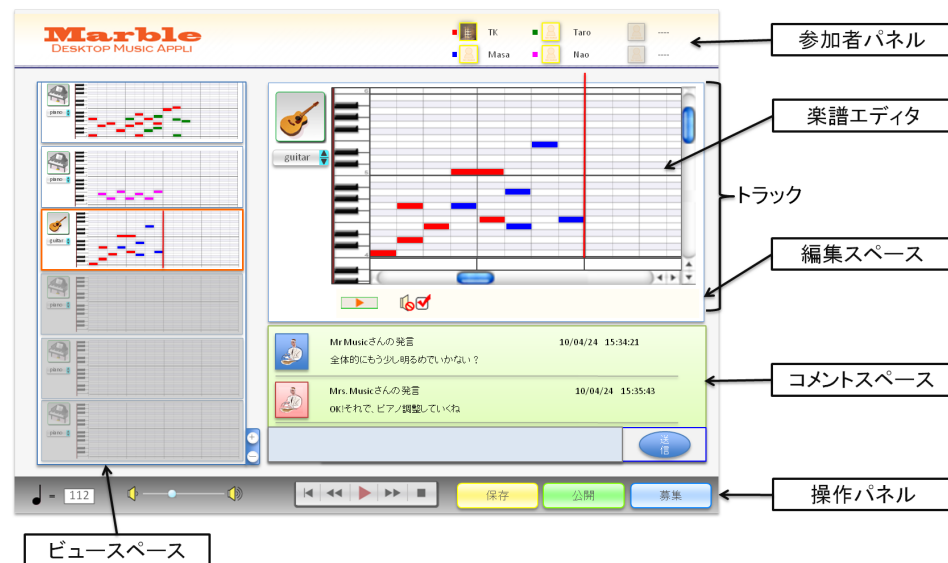 Marble
DESKTOP MUSIC APPLI
TK
Taro
----
Masa
Nao
----
参加者パネル
楽譜エディタ
トラック
編集スペース
コメントスペース
操作パネル
ビュースペース
piano
piano
guitar
piano
piano
piano
guitar
Mr.Musicさんの発言
10/04/24 15:34:21
全体的にもう少し明るめでいかない？
Mrs. Musicさんの発言
10/04/24 15:35:43
OK!それで、ピアノ調整していくね
送
信
= 112
保存
公開
募集